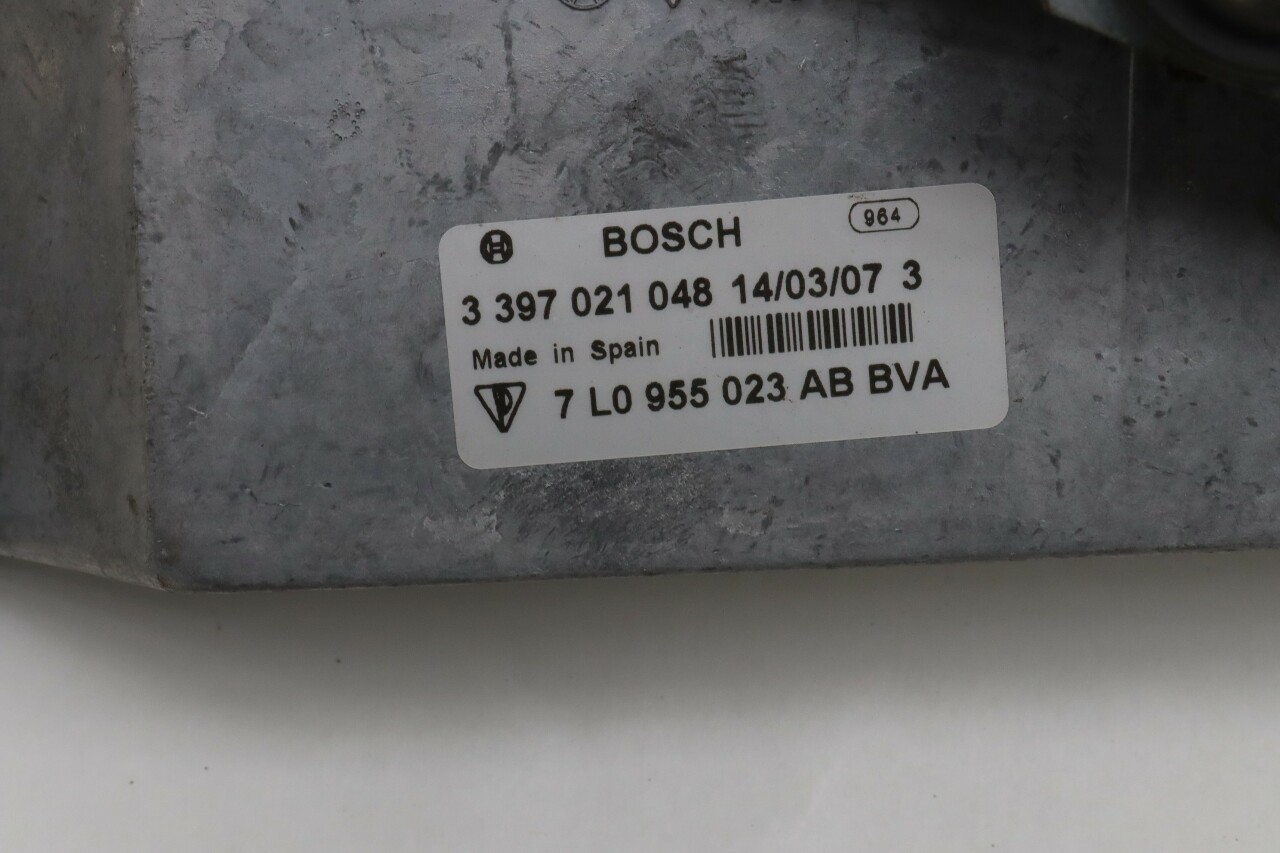 BOSCH 964
3 397 021 048 14/03/07 3
Made in Spain
7 L0 955 023 AB BVA